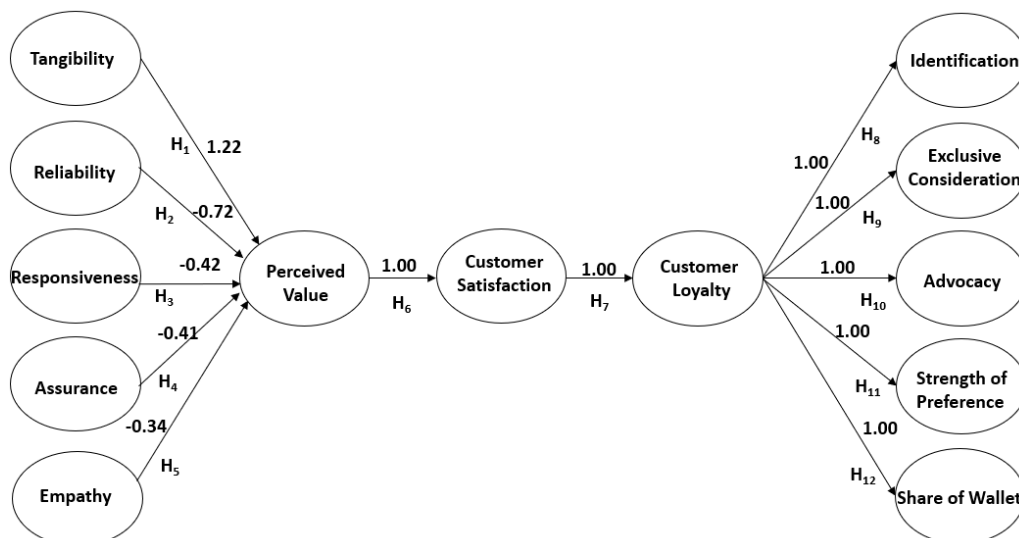 Tangibility
Identification
H1
1.22
H8
1.00
Reliability
Exclusive
Consideration
H2
-0.72
1.00
H9
Responsiveness
-0.42
H3
Perceived
Value
1.00
H6
Customer
Satisfaction
1.00
H7
Customer
Loyalty
1.00
H10
Advocacy
-0.41
1.00
Assurance
H4
H11
Strength of
Preference
-0.34
1.00
H5
H12
Empathy
Share of Wallet